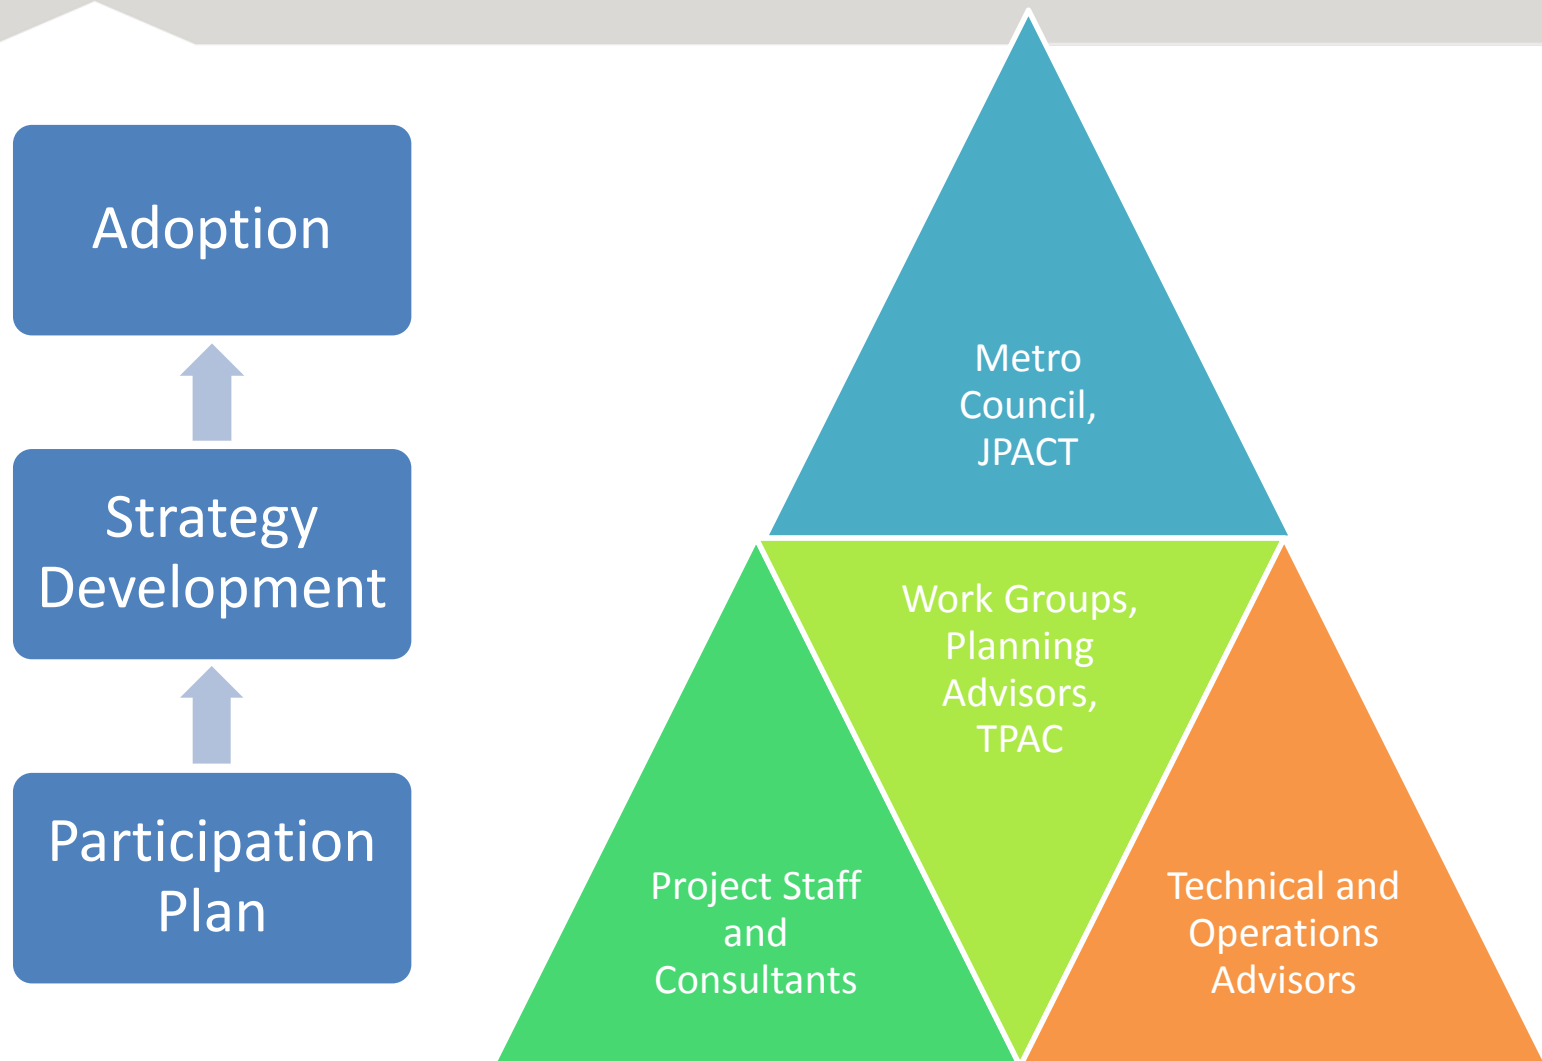 Adoption
Strategy
Development
Participation
Plan
Metro
Council,
JPACT
Work Groups,
Planning
Advisors,
TPAC
Project Staff
and
Consultants
Technical and
Operations
Advisors